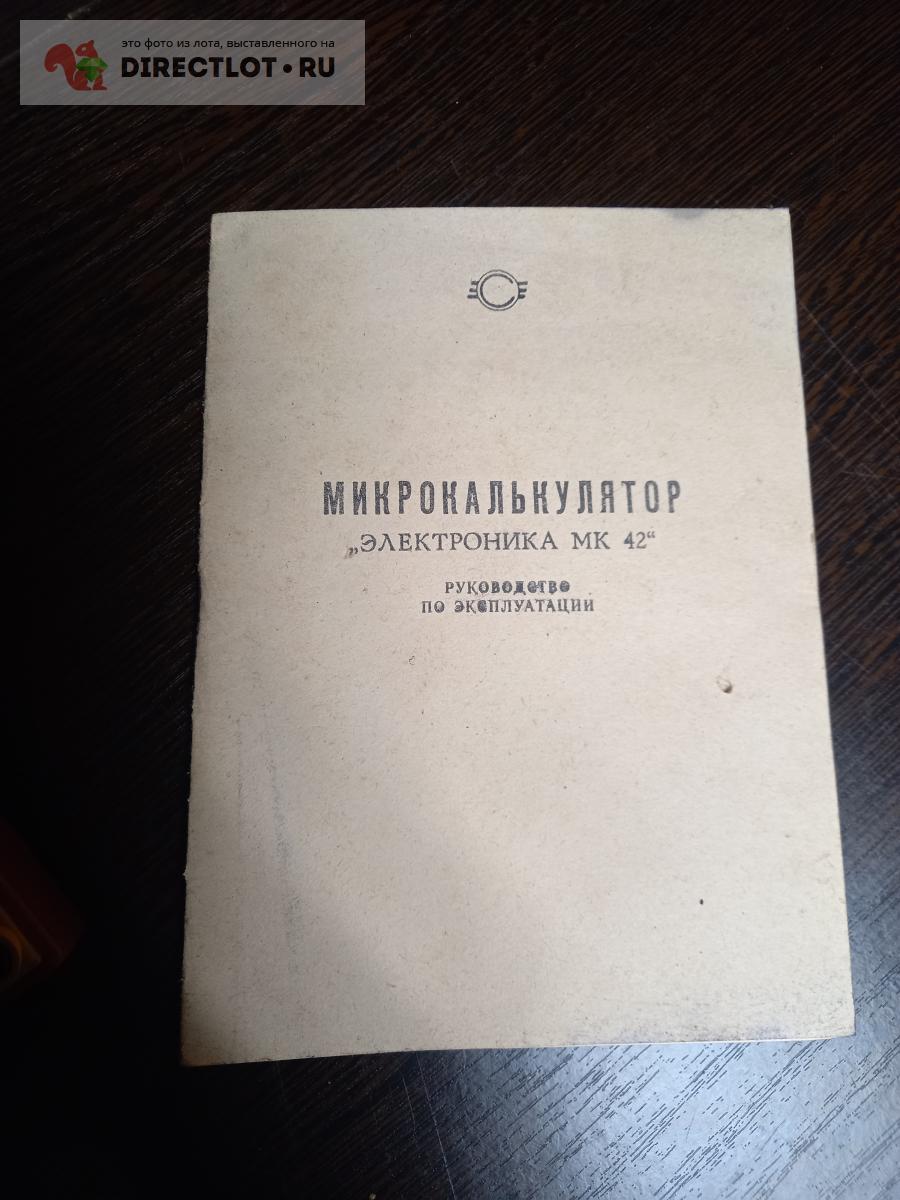 это фото из лота, выставленного на
DIRECTLOT•RU
МИКРОКАЛЬКУЛЯТОР
„ЭЛЕКТРОНИКА МК 42“
РУКОВОДСТВО
ПО ЭКСПЛУАТАЦИИ